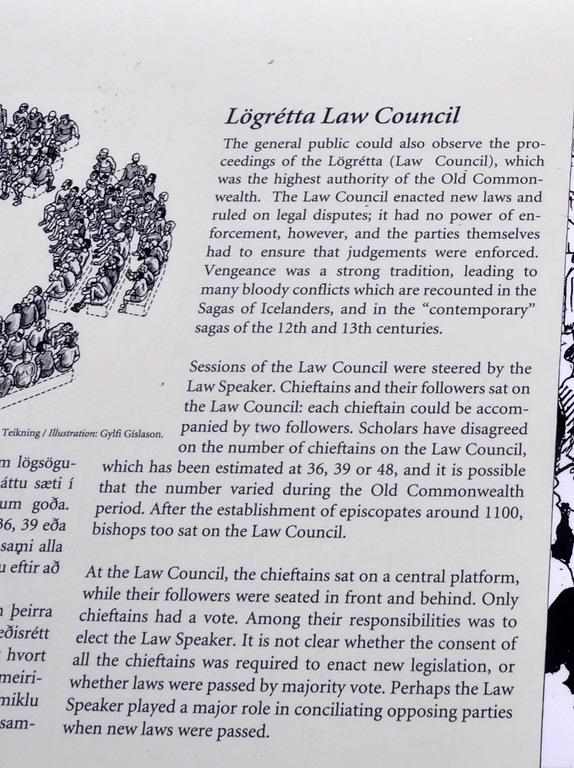 Lögrétta Law Council
The general public could also observe the pro-
ceedings of the Lögrétta (Law Council), which
was the highest authority of the Old Common-
wealth. The Law Council enacted new laws and
ruled on legal disputes; it had no power of en-
forcement, however, and the parties themselves
had to ensure that judgements were enforced.
Vengeance was a strong tradition, leading to
many bloody conflicts which are recounted in the
Sagas of Icelanders, and in the “contemporary”
sagas of the 12th and 13th centuries.
Sessions of the Law Council were steered by the
Law Speaker. Chieftains and their followers sat on
the Law Council: each chieftain could be accom-
panied by two followers. Scholars have disagreed
on the number of chieftains on the Law Council,
which has been estimated at 36, 39 or 48, and it is possible
that the number varied during the Old Commonwealth
period. After the establishment of episcopates around 1100,
bishops too sat on the Law Council.
At the Law Council, the chieftains sat on a central platform,
while their followers were seated in front and behind. Only
chieftains had a vote. Among their responsibilities was to
elect the Law Speaker. It is not clear whether the consent of
all the chieftains was required to enact new legislation, or
whether laws were passed by majority vote. Perhaps the Law
Speaker played a major role in conciliating opposing parties
when new laws were passed.
Teikning / Illustration: Gylfi Gíslason.
m lögsögu-
áttu sæti í
um goða.
36, 39 eða
sami alla
u eftir að
þeirra
eðisrétt
hvort
meiri-
miklu
sam-